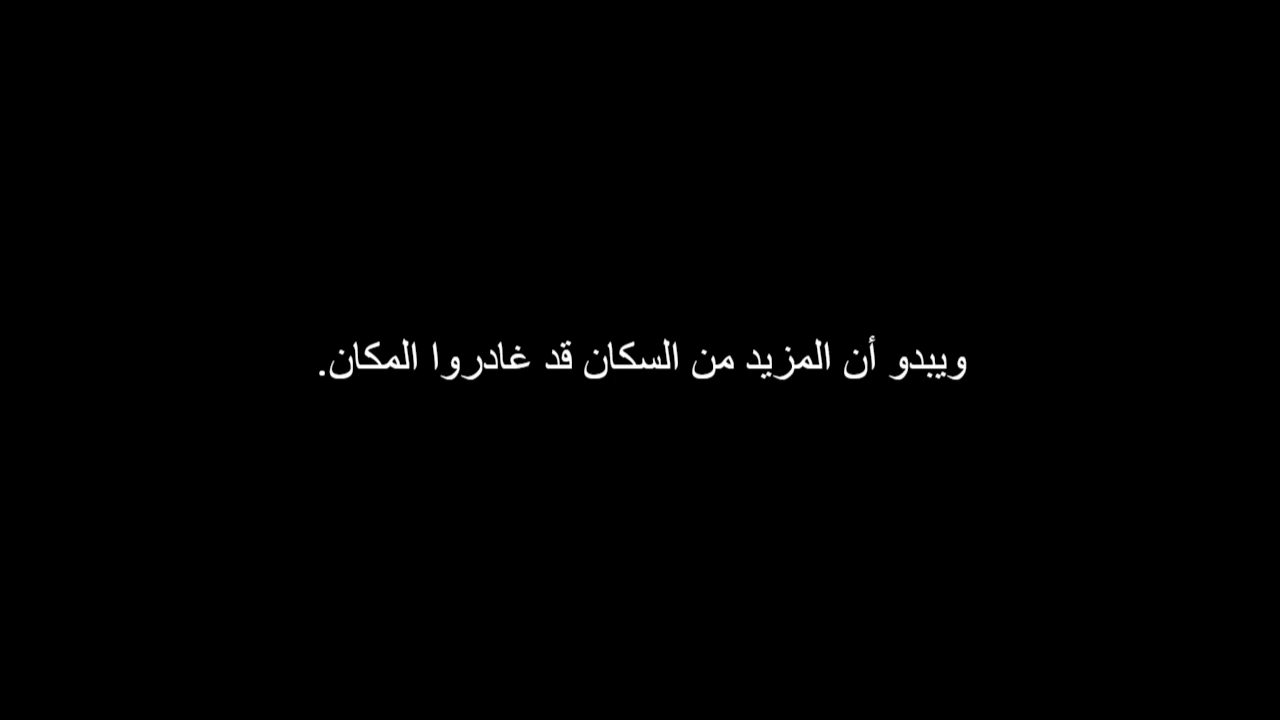 ويبدو أن المزيد من السكان قد غادروا المكان.